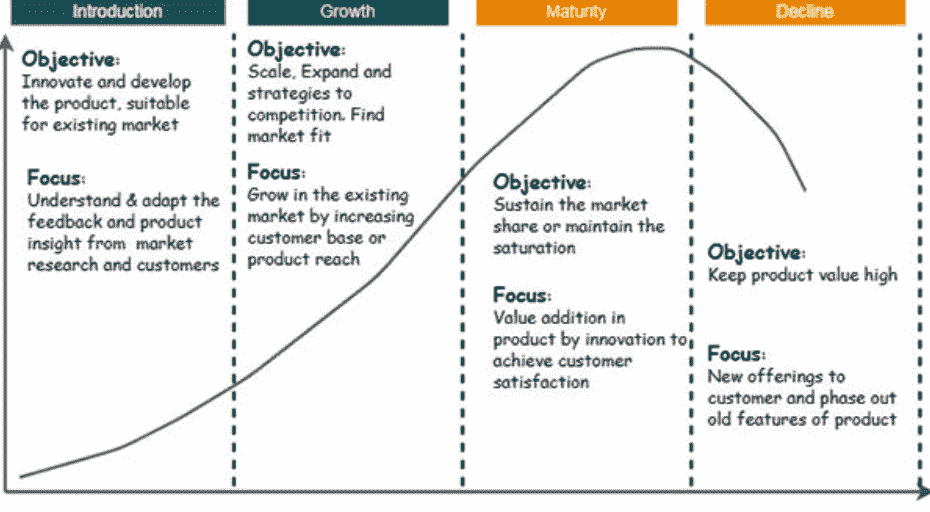 Introduction
Growth
Maturity
Decline
Objective:
Innovate and develop
the product, suitable
for existing market
Focus:
Understand & adapt the
feedback and product
insight from market
research and customers
Objective:
Scale, Expand and
strategies to
competition. Find
market fit
Focus:
Grow in the existing
market by increasing
customer base or
product reach
Objective:
Sustain the market
share or maintain the
saturation
Focus:
Value addition in
product by innovation to
achieve customer
satisfaction
Objective:
Keep product value high
Focus:
New offerings to
customer and phase out
old features of product